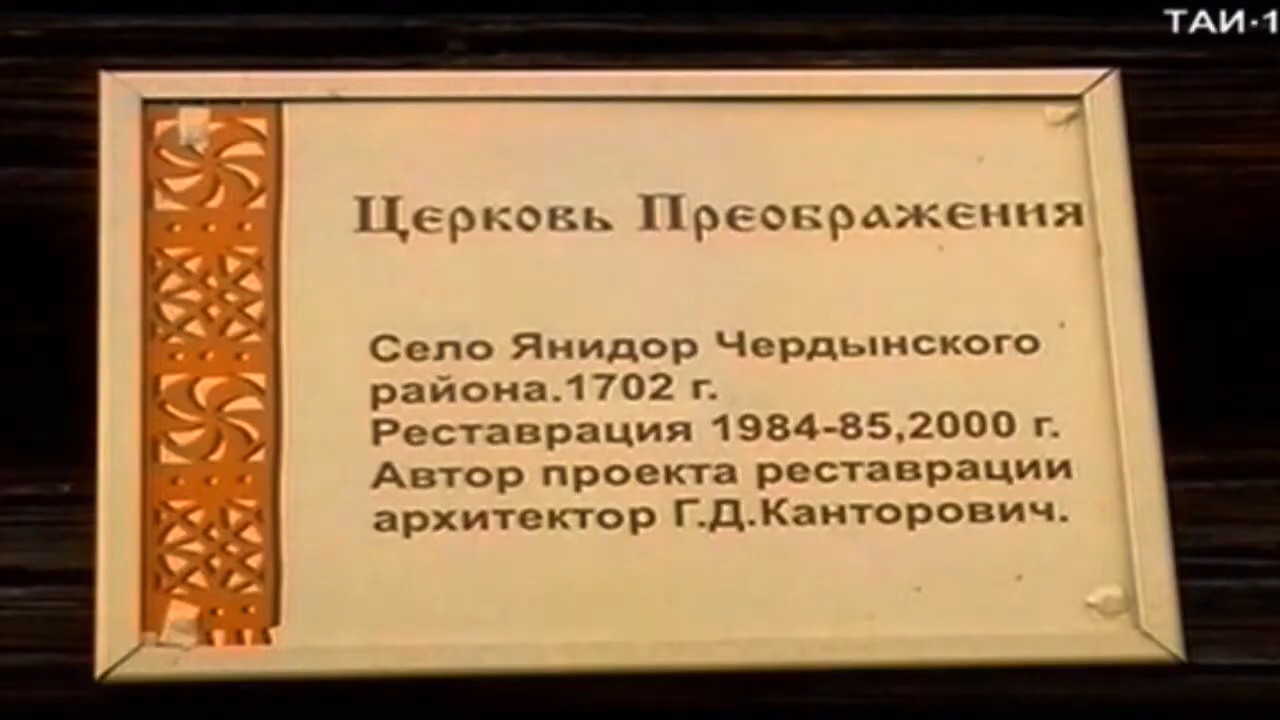 ТАИ·1
Церковь Преображения
Село Янидор Чердынского
района.1702 г.
Реставрация 1984-85,2000 г.
Автор проекта реставрации
архитектор Г.Д.Канторович.